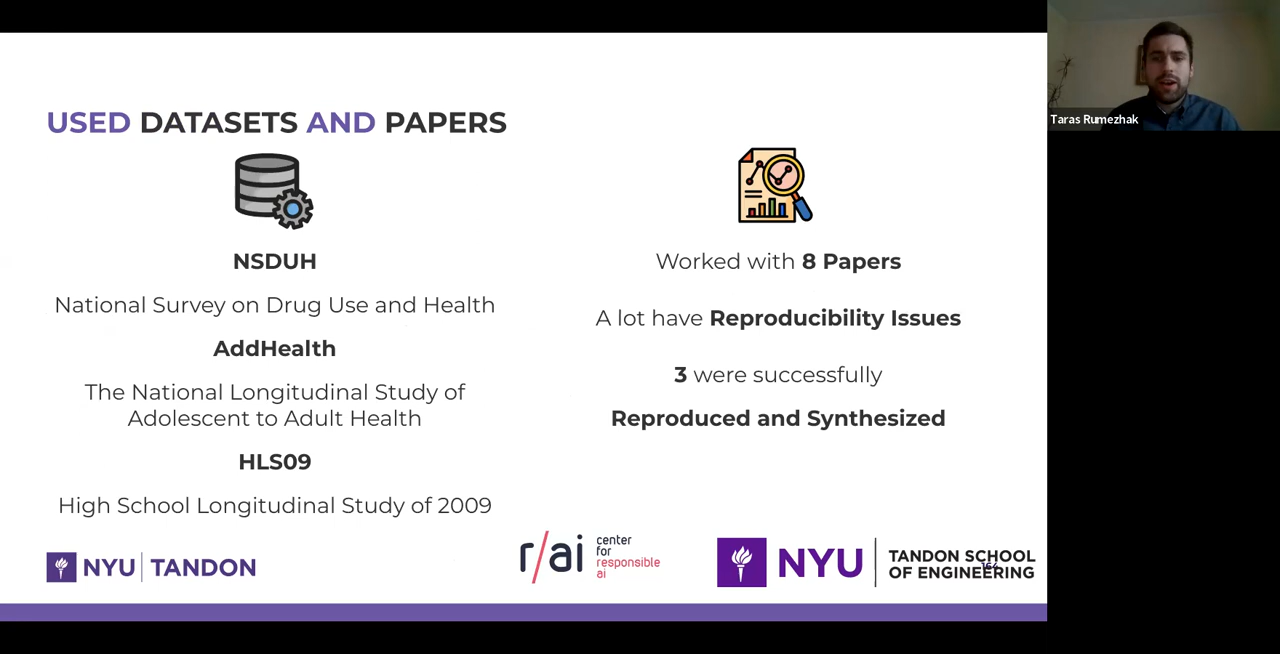 USED DATASETS AND PAPERS
NSDUH
National Survey on Drug Use and Health
AddHealth
The National Longitudinal Study of
Adolescent to Adult Health
HLS09
High School Longitudinal Study of 2009
Worked with 8 Papers
A lot have Reproducibility Issues
3 were successfully
Reproduced and Synthesized
NYU TANDON
r/ai center
for
responsible
ai
NYU TANDON SCHOOL
OF ENGINEERING
Taras Rumezhak